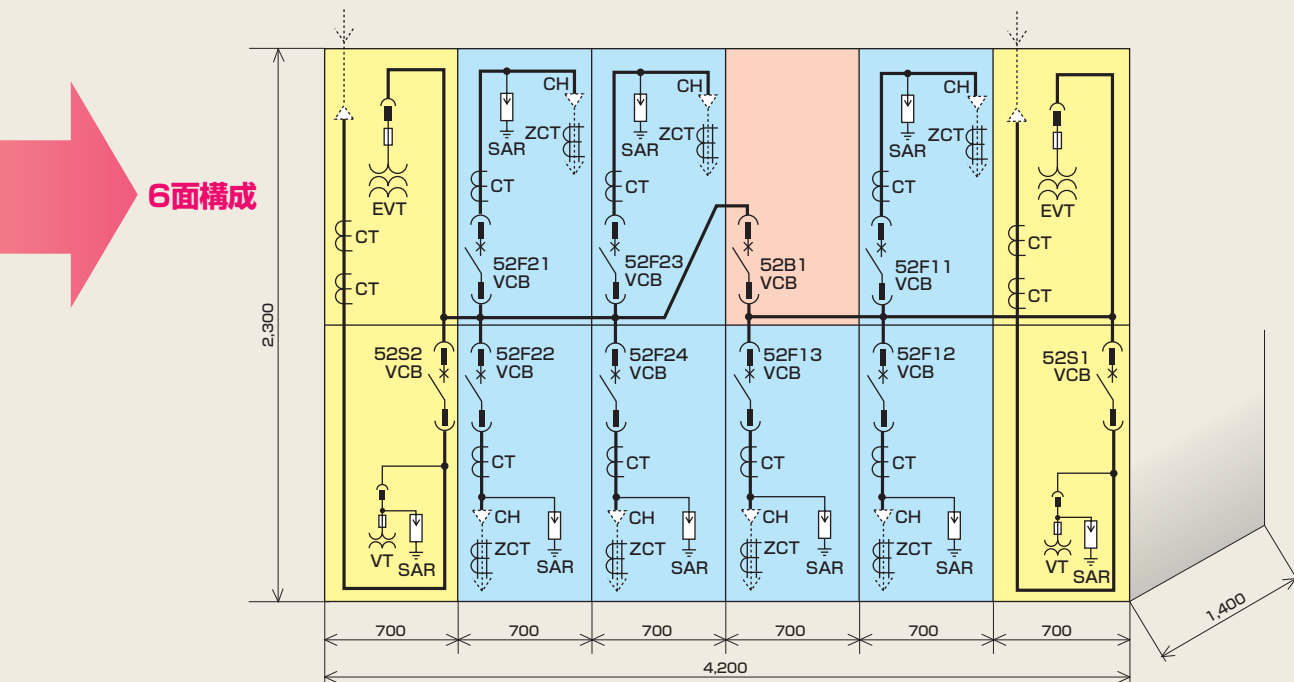 6面構成
2,300
CT
CT
EVT
CH
SAR
ZCT
CT
52F21
VCB
CH
SAR
ZCT
CT
52F23
VCB
52B1
VCB
CH
SAR
ZCT
CT
52F11
VCB
EVT
CT
CT
52S2
VCB
VT
SAR
52F22
VCB
CT
CH
ZCT
SAR
52F24
VCB
CT
CH
ZCT
SAR
52F13
VCB
CT
CH
ZCT
SAR
52F12
VCB
CT
CH
ZCT
SAR
52S1
VCB
VT
SAR
700
700
700
700
700
700
4,200
1,400